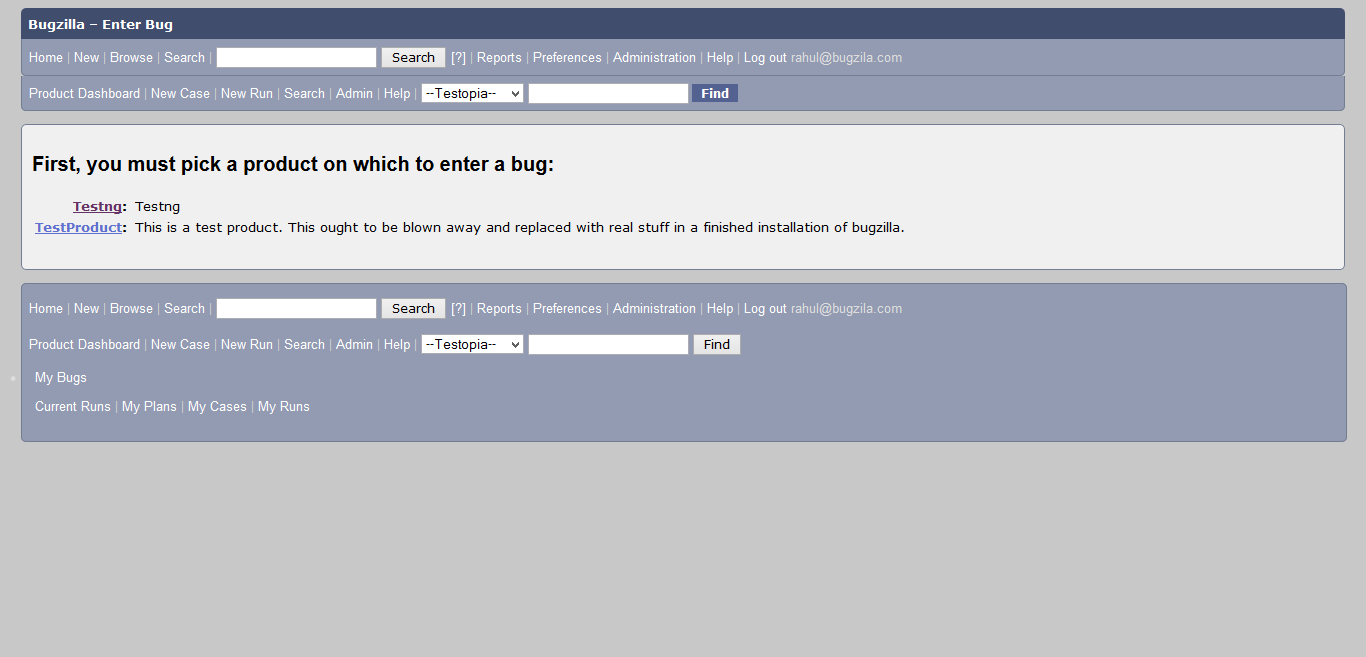 Bugzilla – Enter Bug
Home | New | Browse | Search | Search [?] | Reports | Preferences | Administration | Help | Log out rahul@bugzila.com
Product Dashboard | New Case | New Run | Search | Admin | Help | --Testopia-- Find
First, you must pick a product on which to enter a bug:
Testng: Testng
TestProduct: This is a test product. This ought to be blown away and replaced with real stuff in a finished installation of bugzilla.
Home | New | Browse | Search | Search [?] | Reports | Preferences | Administration | Help | Log out rahul@bugzila.com
Product Dashboard | New Case | New Run | Search | Admin | Help | --Testopia-- Find
My Bugs
Current Runs | My Plans | My Cases | My Runs